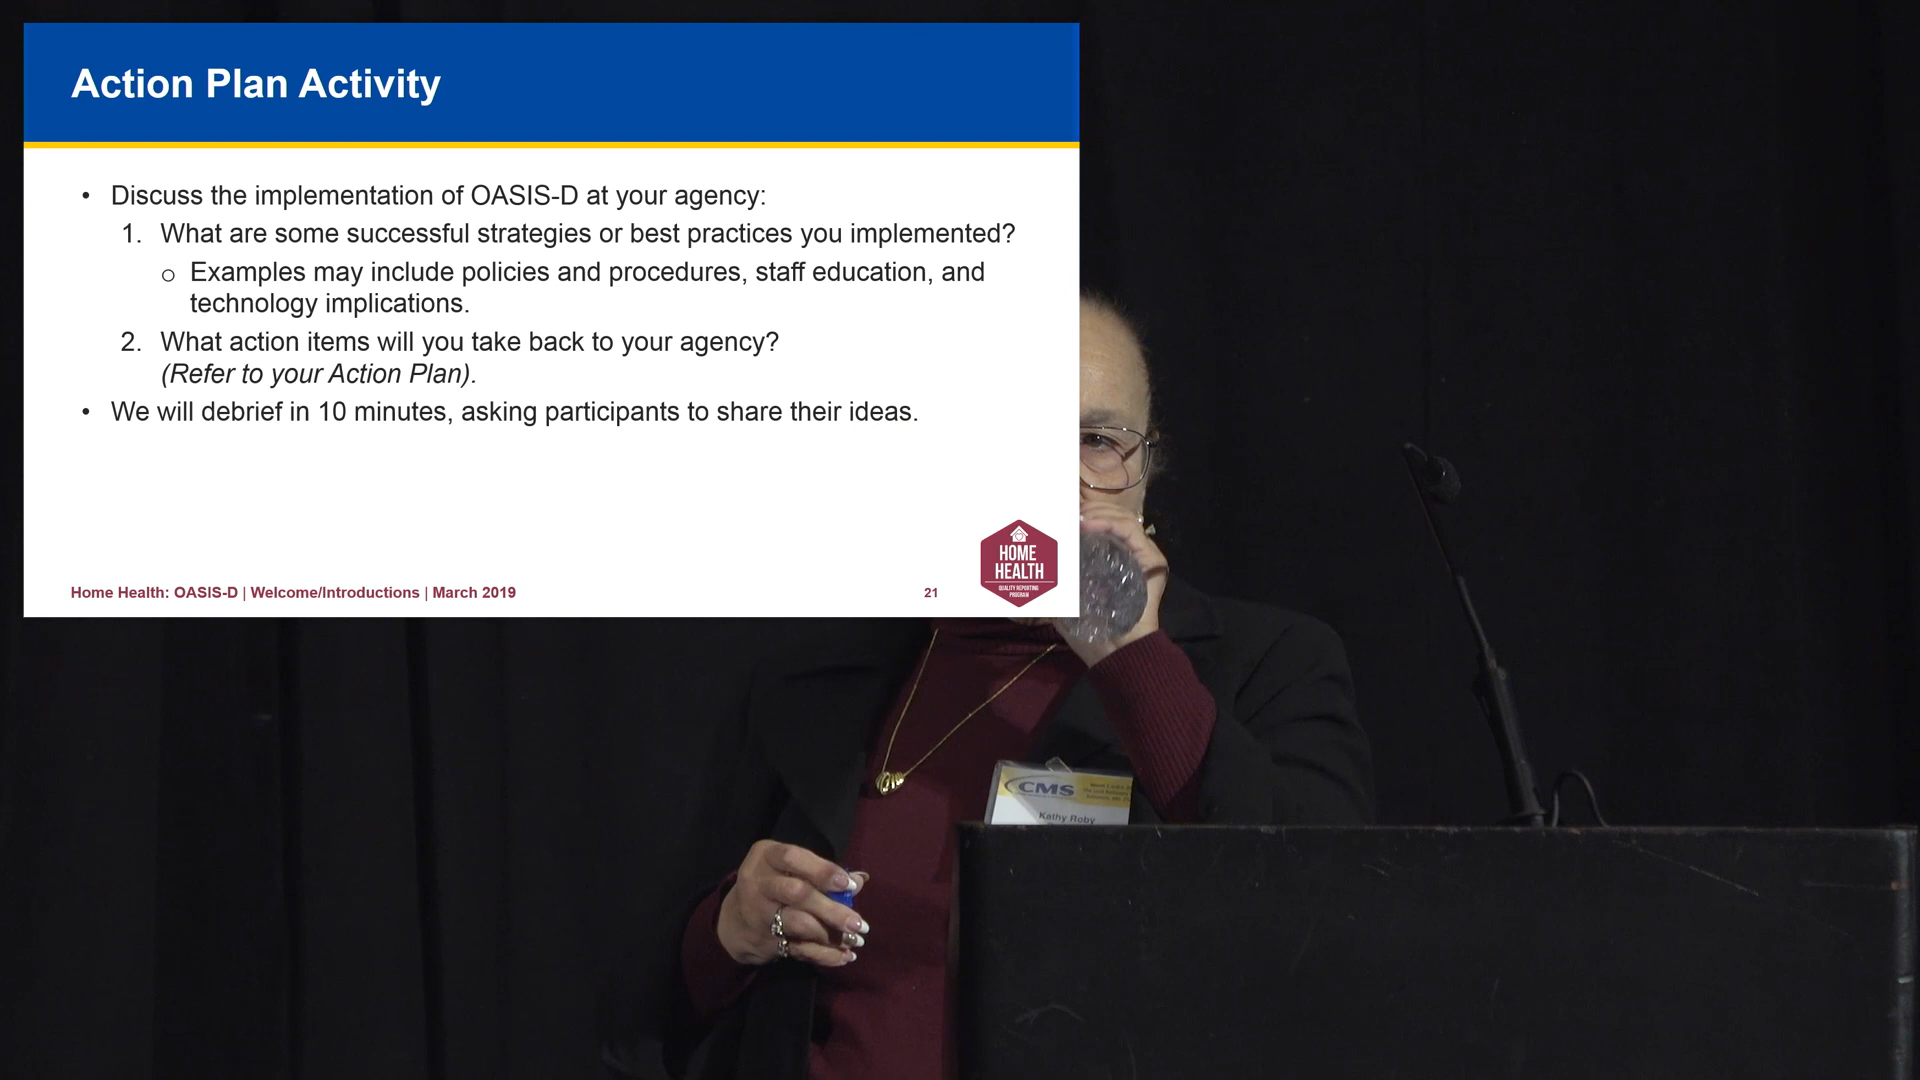 Action Plan Activity
• Discuss the implementation of OASIS-D at your agency:
1. What are some successful strategies or best practices you implemented?
o Examples may include policies and procedures, staff education, and
technology implications.
2. What action items will you take back to your agency?
(Refer to your Action Plan).
• We will debrief in 10 minutes, asking participants to share their ideas.
HOME
HEALTH
QUALITY REPORTING
PROGRAM
Home Health: OASIS-D | Welcome/Introductions | March 2019
21
CMS
Kathy Roby